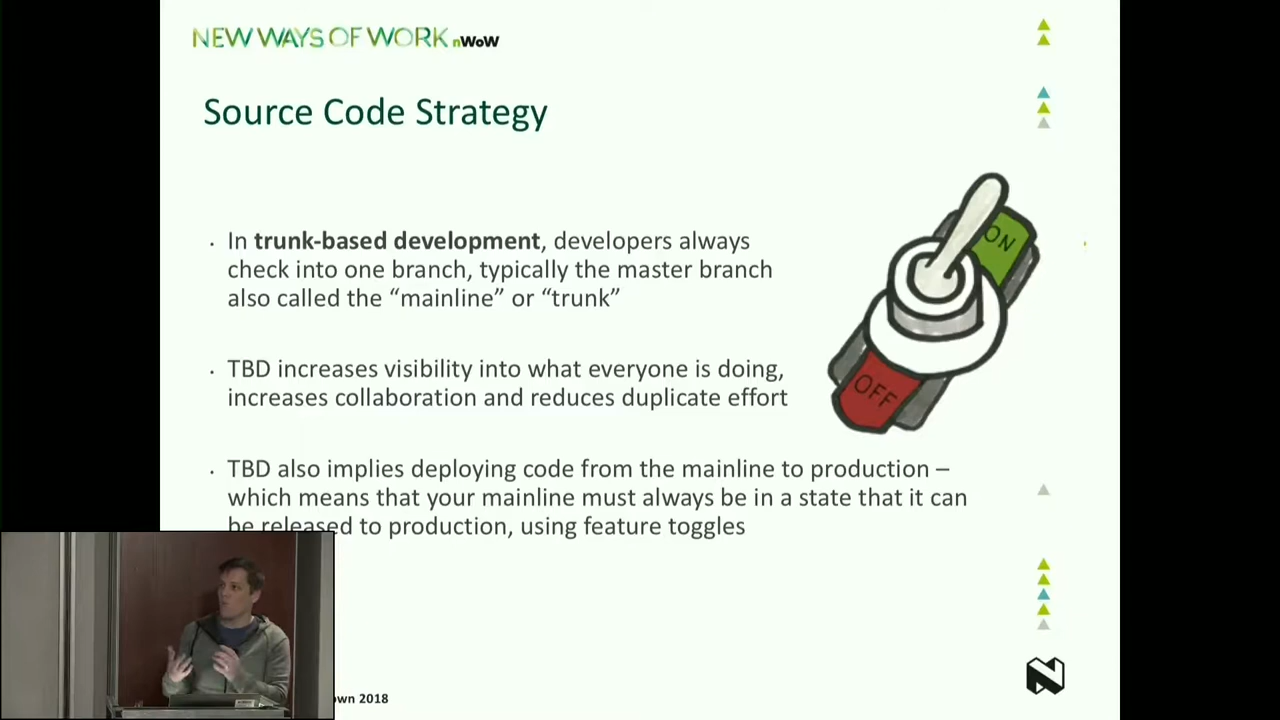 NEW WAYS OF WORK nWoW
Source Code Strategy
. In trunk-based development, developers always
check into one branch, typically the master branch
also called the “mainline” or “trunk”
. TBD increases visibility into what everyone is doing,
increases collaboration and reduces duplicate effort
. TBD also implies deploying code from the mainline to production –
which means that your mainline must always be in a state that it can
be released to production, using feature toggles
ON
OFF
2018